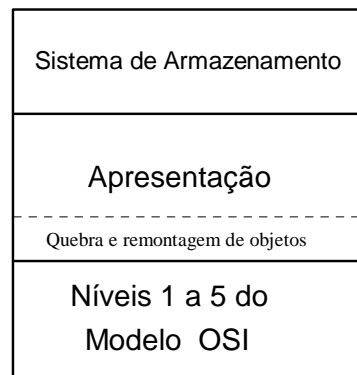 Sistema de Armazenamento
Apresentação
Quebra e remontagem de objetos
Níveis 1 a 5 do
Modelo OSI